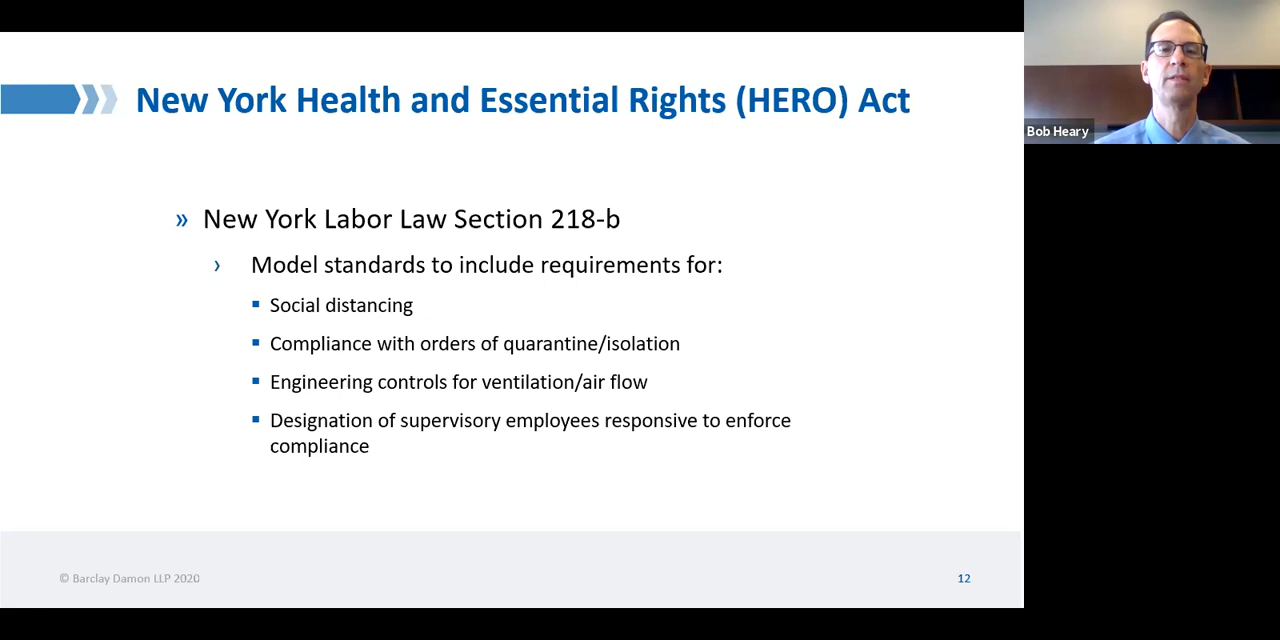 New York Health and Essential Rights (HERO) Act
» New York Labor Law Section 218-b
› Model standards to include requirements for:
▪ Social distancing
▪ Compliance with orders of quarantine/isolation
▪ Engineering controls for ventilation/air flow
▪ Designation of supervisory employees responsive to enforce
compliance
© Barclay Damon LLP 2020
12
Bob Heary